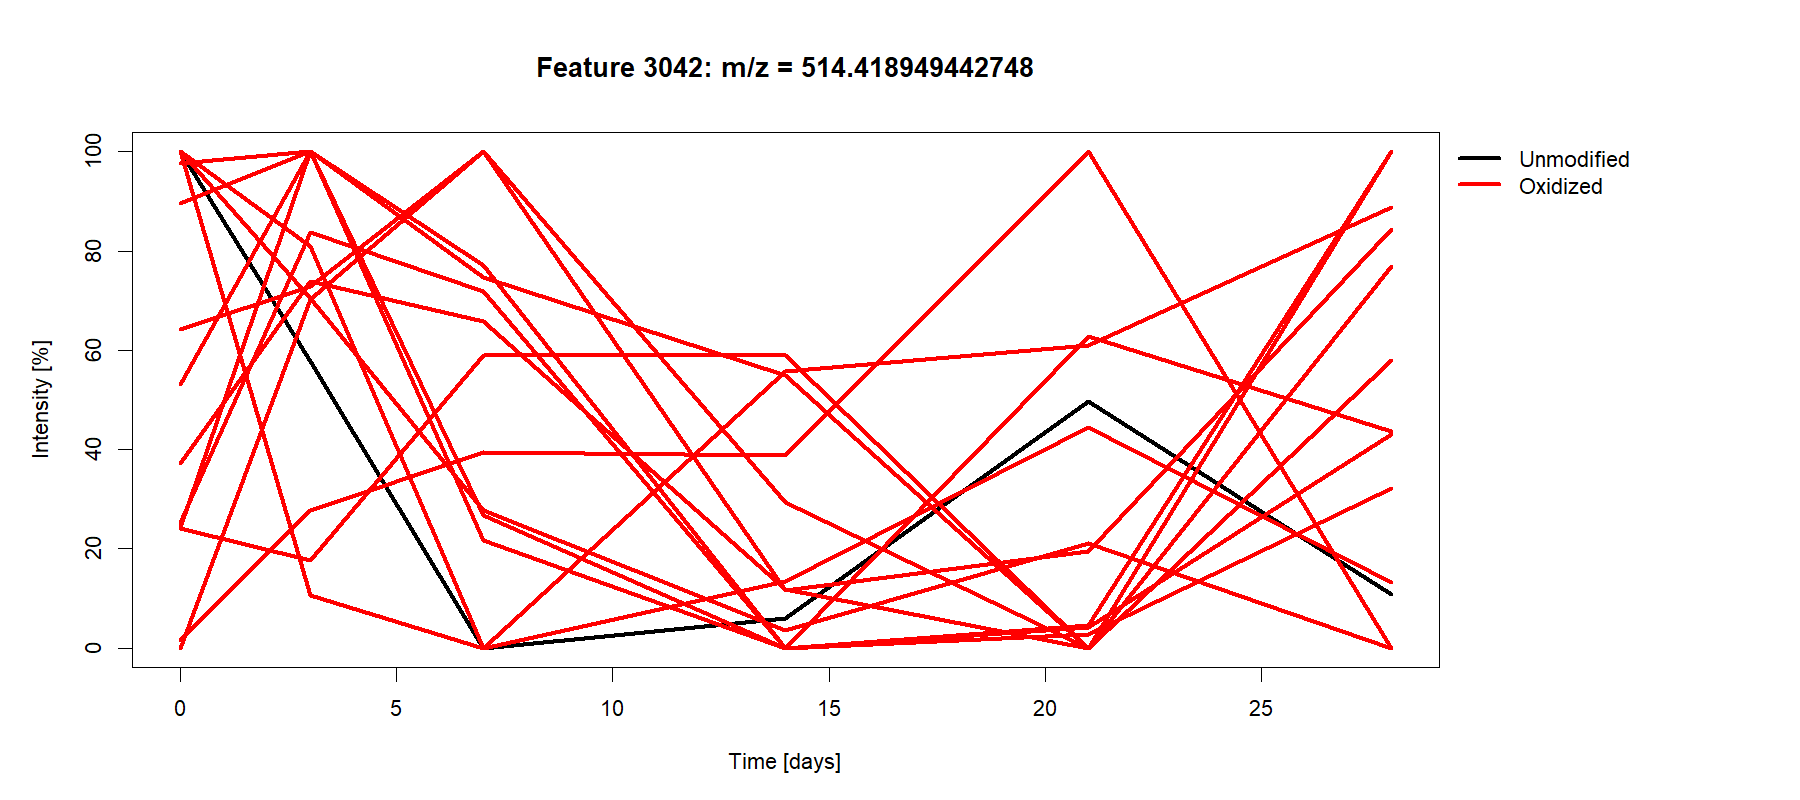 Feature 3042: m/z = 514.418949442748
Unmodified
Oxidized
Intensity [%]
100
80
60
40
20
0
0 5 10 15 20 25
Time [days]